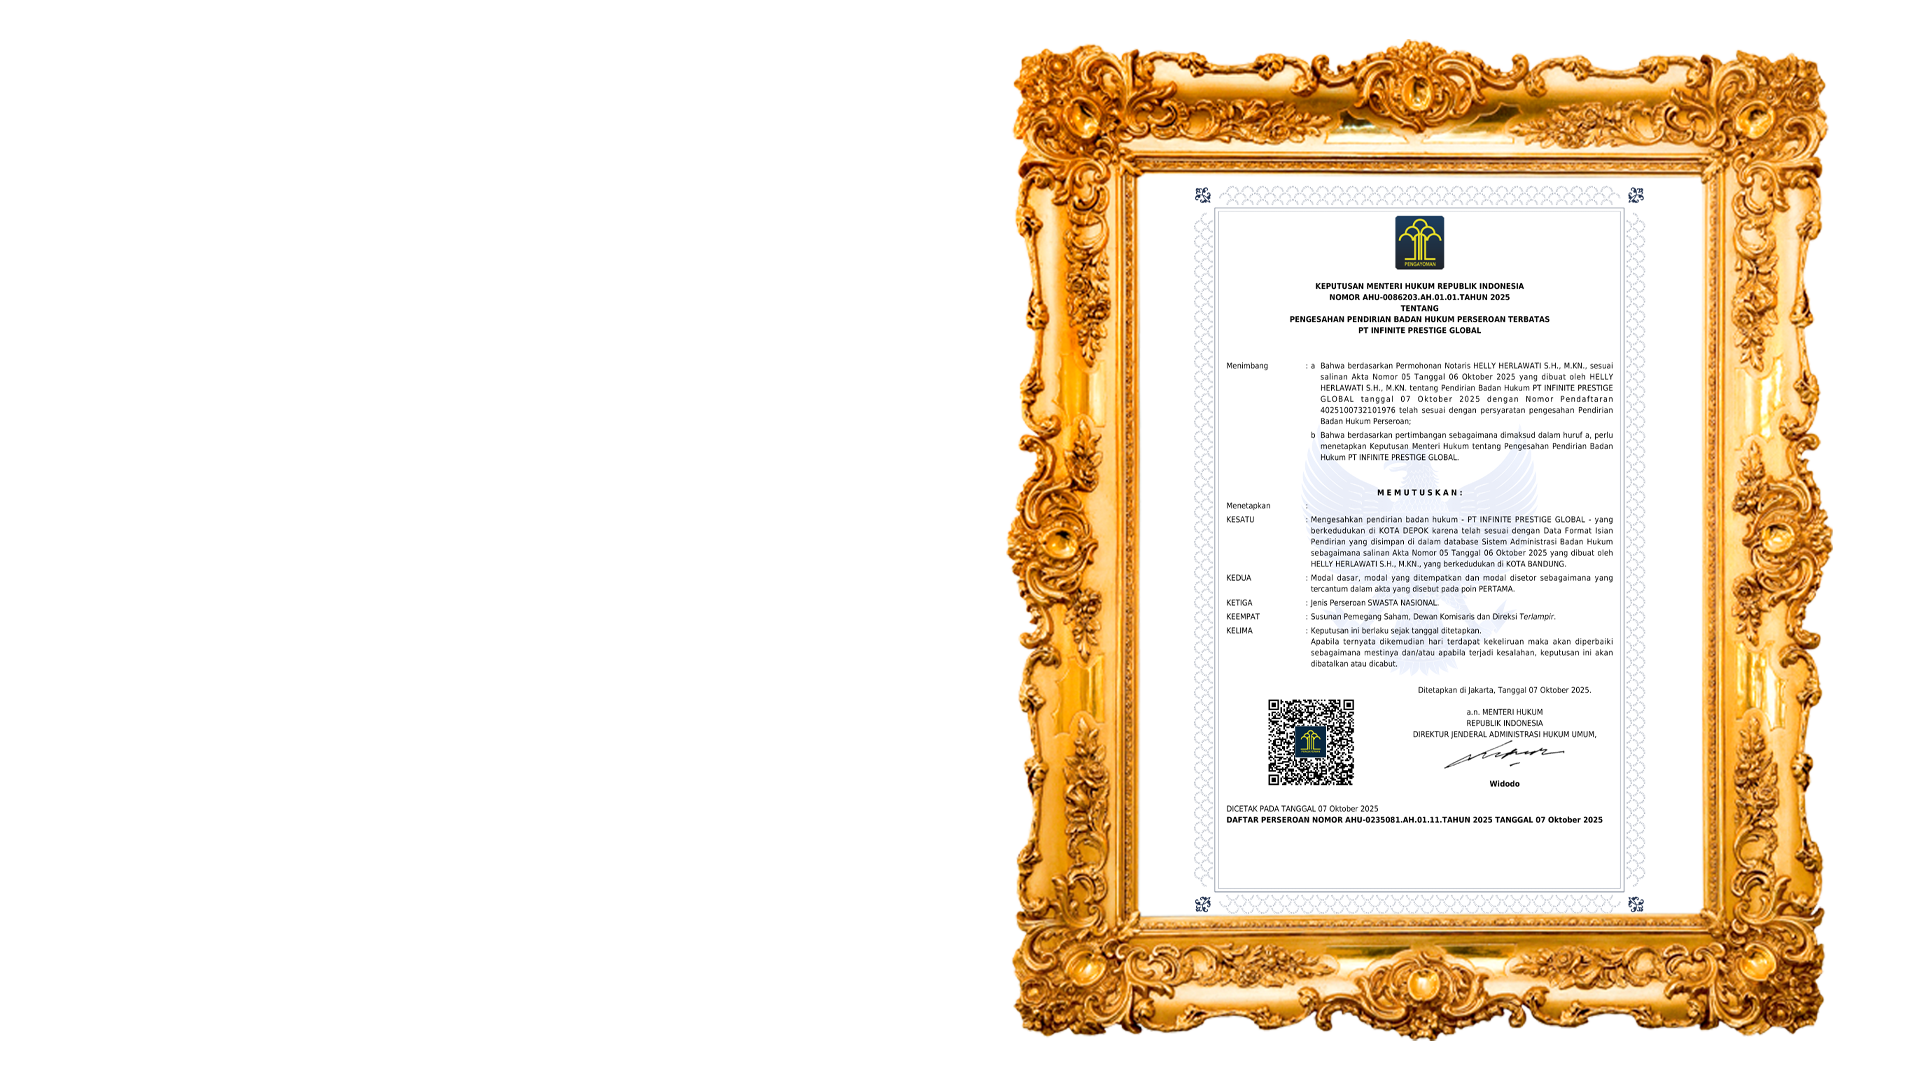 PENGAYOMAN
KEPUTUSAN MENTERI HUKUM REPUBLIK INDONESIA
NOMOR AHU-0086203.AH.01.01.TAHUN 2025
TENTANG
PENGESAHAN PENDIRIAN BADAN HUKUM PERSEROAN TERBATAS
PT INFINITE PRESTIGE GLOBAL
Menimbang : a Bahwa berdasarkan Permohonan Notaris HELLY HERLAWATI S.H., M.KN., sesuai
salinan Akta Nomor 05 Tanggal 06 Oktober 2025 yang dibuat oleh HELLY
HERLAWATI S.H., M.KN. tentang Pendirian Badan Hukum PT INFINITE PRESTIGE
GLOBAL tanggal 07 Oktober 2025 dengan Nomor Pendaftaran
4025100732101976 telah sesuai dengan persyaratan pengesahan Pendirian
Badan Hukum Perseroan;
b Bahwa berdasarkan pertimbangan sebagaimana dimaksud dalam huruf a, perlu
menetapkan Keputusan Menteri Hukum tentang Pengesahan Pendirian Badan
Hukum PT INFINITE PRESTIGE GLOBAL.
M E M U T U S K A N :
Menetapkan :
KESATU : Mengesahkan pendirian badan hukum - PT INFINITE PRESTIGE GLOBAL - yang
berkedudukan di KOTA DEPOK karena telah sesuai dengan Data Format Isian
Pendirian yang disimpan di dalam database Sistem Administrasi Badan Hukum
sebagaimana salinan Akta Nomor 05 Tanggal 06 Oktober 2025 yang dibuat oleh
HELLY HERLAWATI S.H., M.KN., yang berkedudukan di KOTA BANDUNG.
KEDUA : Modal dasar, modal yang ditempatkan dan modal disetor sebagaimana yang
tercantum dalam akta yang disebut pada poin PERTAMA.
KETIGA : Jenis Perseroan SWASTA NASIONAL.
KEEMPAT : Susunan Pemegang Saham, Dewan Komisaris dan Direksi Terlampir.
KELIMA : Keputusan ini berlaku sejak tanggal ditetapkan.
Apabila ternyata dikemudian hari terdapat kekeliruan maka akan diperbaiki
sebagaimana mestinya dan/atau apabila terjadi kesalahan, keputusan ini akan
dibatalkan atau dicabut.
Ditetapkan di Jakarta, Tanggal 07 Oktober 2025.
a.n. MENTERI HUKUM
REPUBLIK INDONESIA
DIREKTUR JENDERAL ADMINISTRASI HUKUM UMUM,
Widodo
DICETAK PADA TANGGAL 07 Oktober 2025
DAFTAR PERSEROAN NOMOR AHU-0235081.AH.01.11.TAHUN 2025 TANGGAL 07 Oktober 2025